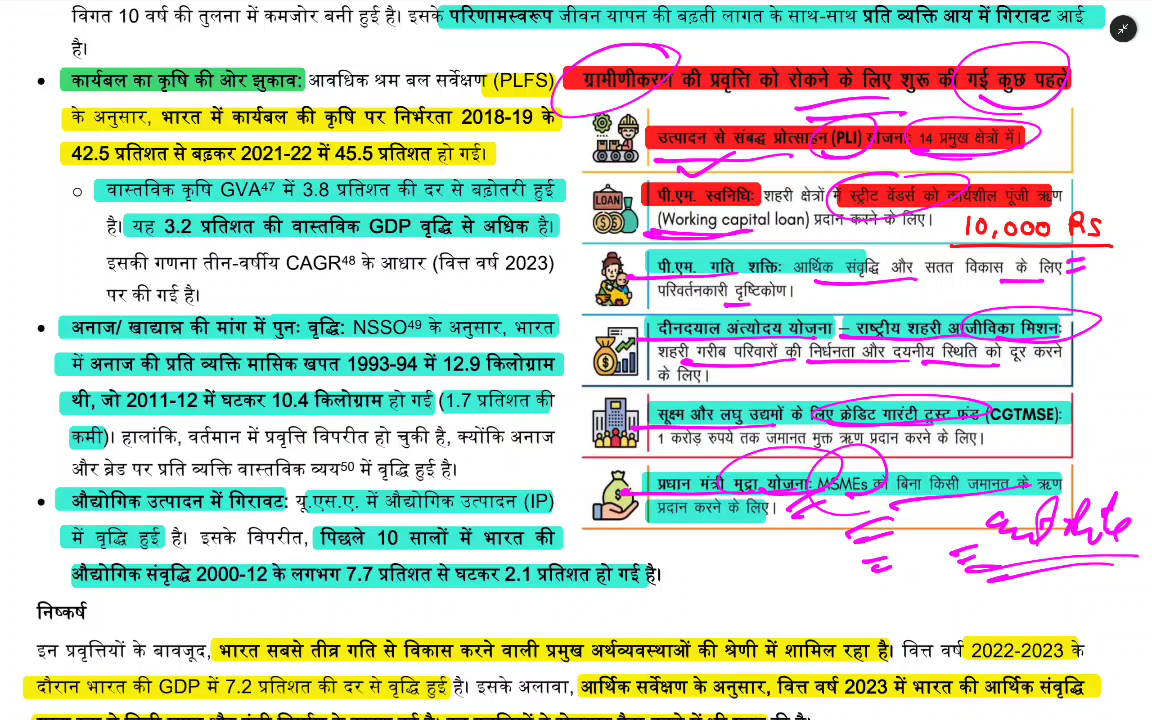 विगत 10 वर्ष की तुलना में कमजोर बनी हुई है। इसके परिणामस्वरूप जीवन यापन की बढ़ती लागत के साथ-साथ प्रति व्यक्ति आय में गिरावट आई
है।
• कार्यबल का कृषि की ओर झुकाव: आवधिक श्रम बल सर्वेक्षण (PLFS)
के अनुसार, भारत में कार्यबल की कृषि पर निर्भरता 2018-19 के
42.5 प्रतिशत से बढ़कर 2021-22 में 45.5 प्रतिशत हो गई।
○ वास्तविक कृषि GVA47 में 3.8 प्रतिशत की दर से बढ़ोतरी हुई
है। यह 3.2 प्रतिशत की वास्तविक GDP वृद्धि से अधिक है।
इसकी गणना तीन-वर्षीय CAGR48 के आधार (वित्त वर्ष 2023)
पर की गई है।
• अनाज/ खाद्यान्न की मांग में पुनः वृद्धि: NSSO49 के अनुसार, भारत
में अनाज की प्रति व्यक्ति मासिक खपत 1993-94 में 12.9 किलोग्राम
थी, जो 2011-12 में घटकर 10.4 किलोग्राम हो गई (1.7 प्रतिशत की
कमी)। हालांकि, वर्तमान में प्रवृत्ति विपरीत हो चुकी है, क्योंकि अनाज
और ब्रेड पर प्रति व्यक्ति वास्तविक व्यय50 में वृद्धि हुई है।
• औद्योगिक उत्पादन में गिरावट: यू.एस.ए. में औद्योगिक उत्पादन (IP)
में वृद्धि हुई है। इसके विपरीत, पिछले 10 सालों में भारत की
औद्योगिक संवृद्धि 2000-12 के लगभग 7.7 प्रतिशत से घटकर 2.1 प्रतिशत हो गई है।
ग्रामीणीकरण की प्रवृत्ति को रोकने के लिए शुरू की गई कुछ पहलें
उत्पादन से संबद्ध प्रोत्साहन (PLI) योजना: 14 प्रमुख क्षेत्रों में।
LOAN
पी.एम. स्वनिधि: शहरी क्षेत्रों में स्ट्रीट वेंडर्स को कार्यशील पूंजी ऋण
(Working capital loan) प्रदान करने के लिए।
10,000 Rs
पी.एम. गति शक्ति: आर्थिक संवृद्धि और सतत विकास के लिए
परिवर्तनकारी दृष्टिकोण।
दीनदयाल अंत्योदय योजना – राष्ट्रीय शहरी आजीविका मिशन:
शहरी गरीब परिवारों की निर्धनता और दयनीय स्थिति को दूर करने
के लिए।
सूक्ष्म और लघु उद्यमों के लिए क्रेडिट गारंटी ट्रस्ट फंड (CGTMSE):
1 करोड़ रुपये तक जमानत मुक्त ऋण प्रदान करने के लिए।
प्रधान मंत्री मुद्रा योजना: MSMEs को बिना किसी जमानत के ऋण
प्रदान करने के लिए।
निष्कर्ष
इन प्रवृत्तियों के बावजूद, भारत सबसे तीव्र गति से विकास करने वाली प्रमुख अर्थव्यवस्थाओं की श्रेणी में शामिल रहा है। वित्त वर्ष 2022-2023 के
दौरान भारत की GDP में 7.2 प्रतिशत की दर से वृद्धि हुई है। इसके अलावा, आर्थिक सर्वेक्षण के अनुसार, वित्त वर्ष 2023 में भारत की आर्थिक संवृद्धि